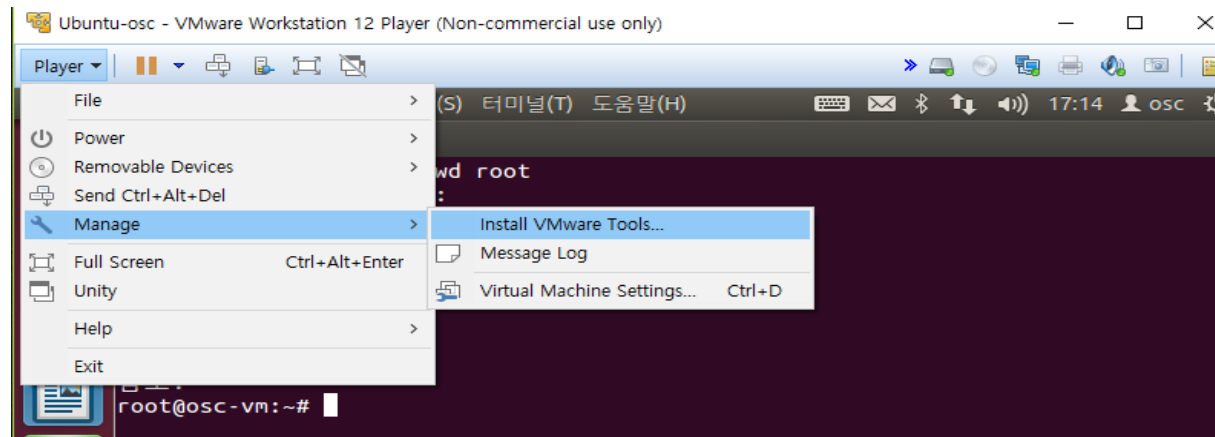 Ubuntu-osc - VMware Workstation 12 Player (Non-commercial use only)
Player
File
(S) 터미널(T) 도움말(H)
17:14
osc
Power
Removable Devices
wd root
Send Ctrl+Alt+Del
:
Manage
Install VMware Tools...
Message Log
Full Screen Ctrl+Alt+Enter
Unity
Virtual Machine Settings... Ctrl+D
Help
Exit
root@osc-vm:~#